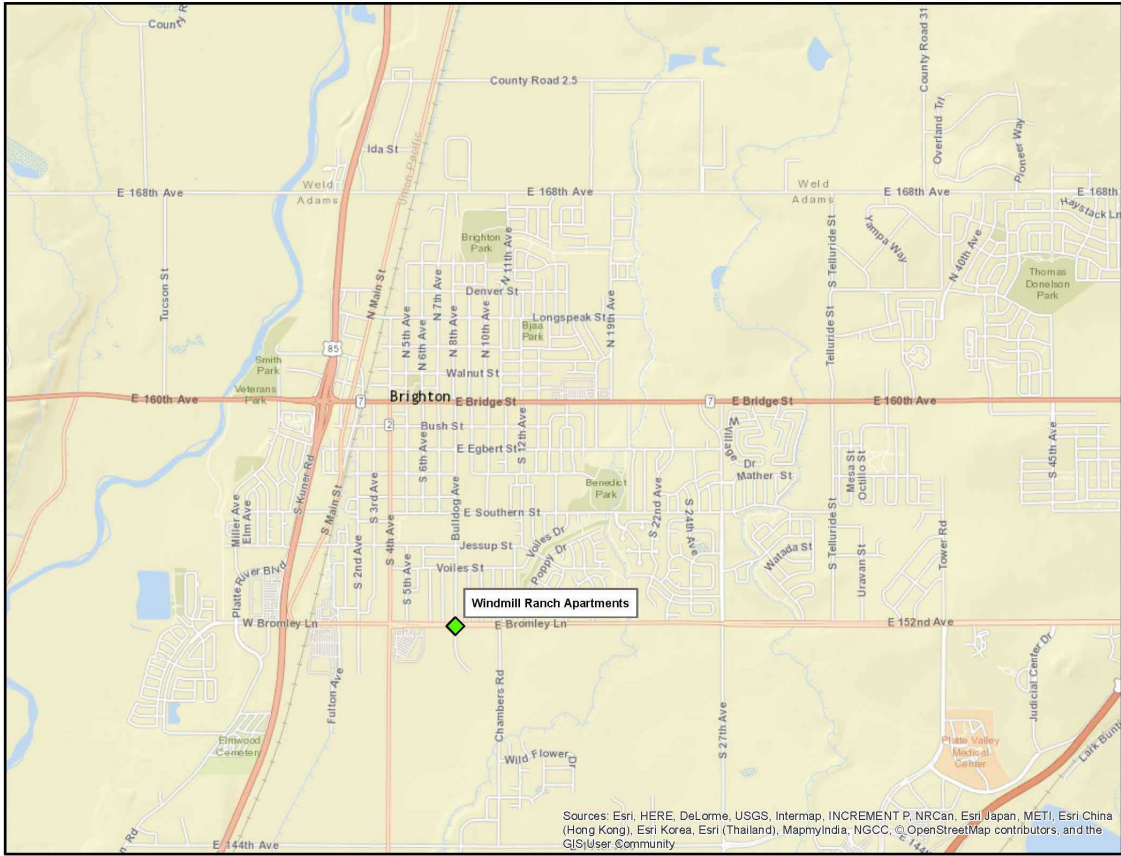 County R
County Road 2.5
County Road 31
Ida St
Union Pacific
Overland Trl
Pioneer Way
E 168th Ave
Weld
Adams
E 168th Ave
Weld
Adams
E 168th Ave
E 168th
Haystack Ln
Tucson St
N Main St
Brighton
Park
N 11th Ave
S Telluride St
Yampa Way
N 40th Ave
Thomas
Donelson
Park
Denver St
N 7th Ave
Longspeak St
Bjaa
Park
N 5th Ave
N 6th Ave
N 8th Ave
N 10th Ave
N 19th Ave
Telluride St
85
Smith
Park
Walnut St
Veterans
Park
E 160th Ave
7
Brighton
E Bridge St
7
E Bridge St
E 160th Ave
2
Bush St
S 6th Ave
E Egbert St
S 12th Ave
W Village
Dr
Mather St
Mesa St
Octillo St
S 45th Ave
S Kuner Rd
S Main St
S 3rd Ave
Benedict
Park
S 22nd Ave
S 24th Ave
S Telluride St
Miller Ave
Elm Ave
Bulldog Ave
E Southern St
S 4th Ave
Jessup St
Voiles Dr
Poppy Dr
Watada St
Uravan St
Tower Rd
S 2nd Ave
S 5th Ave
Voiles St
Platte River Blvd
Windmill Ranch Apartments
W Bromley Ln
E Bromley Ln
E 152nd Ave
Fulton Ave
Chambers Rd
S 27th Ave
Judicial Center Dr
Elmwood
Cemetery
Wild Flower Dr
Platte Valley
Medical
Center
Lark Bunti
n Rd
E 144th Ave
E 144t
Sources: Esri, HERE, DeLorme, USGS, Intermap, INCREMENT P, NRCan, Esri Japan, METI, Esri China
(Hong Kong), Esri Korea, Esri (Thailand), MapmyIndia, NGCC, © OpenStreetMap contributors, and the
GIS User Community